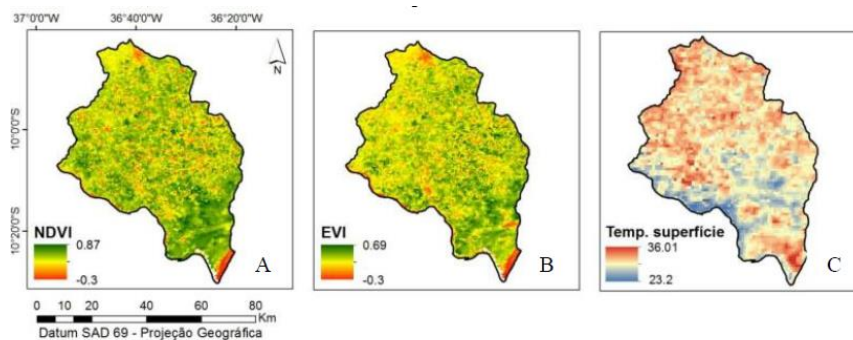 37°0'0"W 36°40'0"W 36°20'0"W
10°0'0"S
10°20'0"S
N
NDVI
0.87
-0.3
A
EVI
0.69
-0.3
B
Temp. superfície
36.01
23.2
C
0 10 20 40 60 80
Km
Datum SAD 69 - Projeção Geográfica